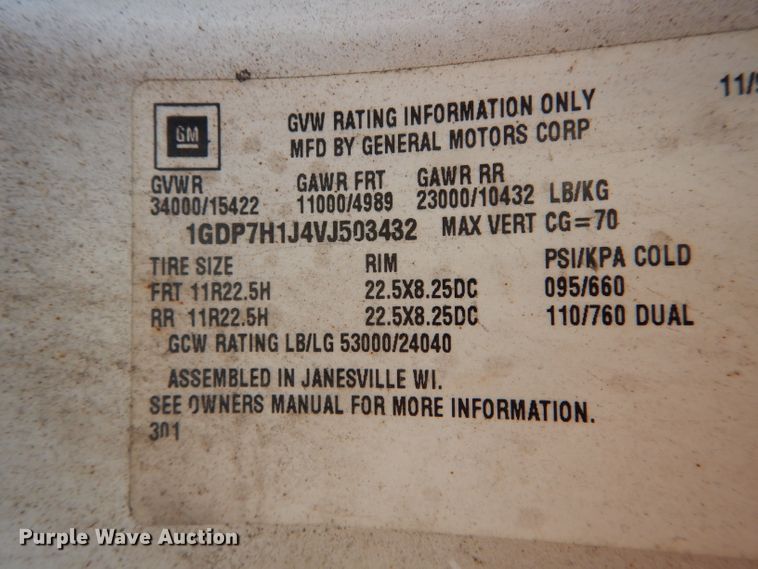 11/9
GM
GVW RATING INFORMATION ONLY
MFD BY GENERAL MOTORS CORP
GVWR GAWR FRT GAWR RR
34000/15422 11000/4989 23000/10432 LB/KG
1GDP7H1J4VJ503432 MAX VERT CG=70
TIRE SIZE RIM PSI/KPA COLD
FRT 11R22.5H 22.5X8.25DC 095/660
RR 11R22.5H 22.5X8.25DC 110/760 DUAL
GCW RATING LB/LG 53000/24040
ASSEMBLED IN JANESVILLE WI.
SEE OWNERS MANUAL FOR MORE INFORMATION.
301
Purple Wave Auction